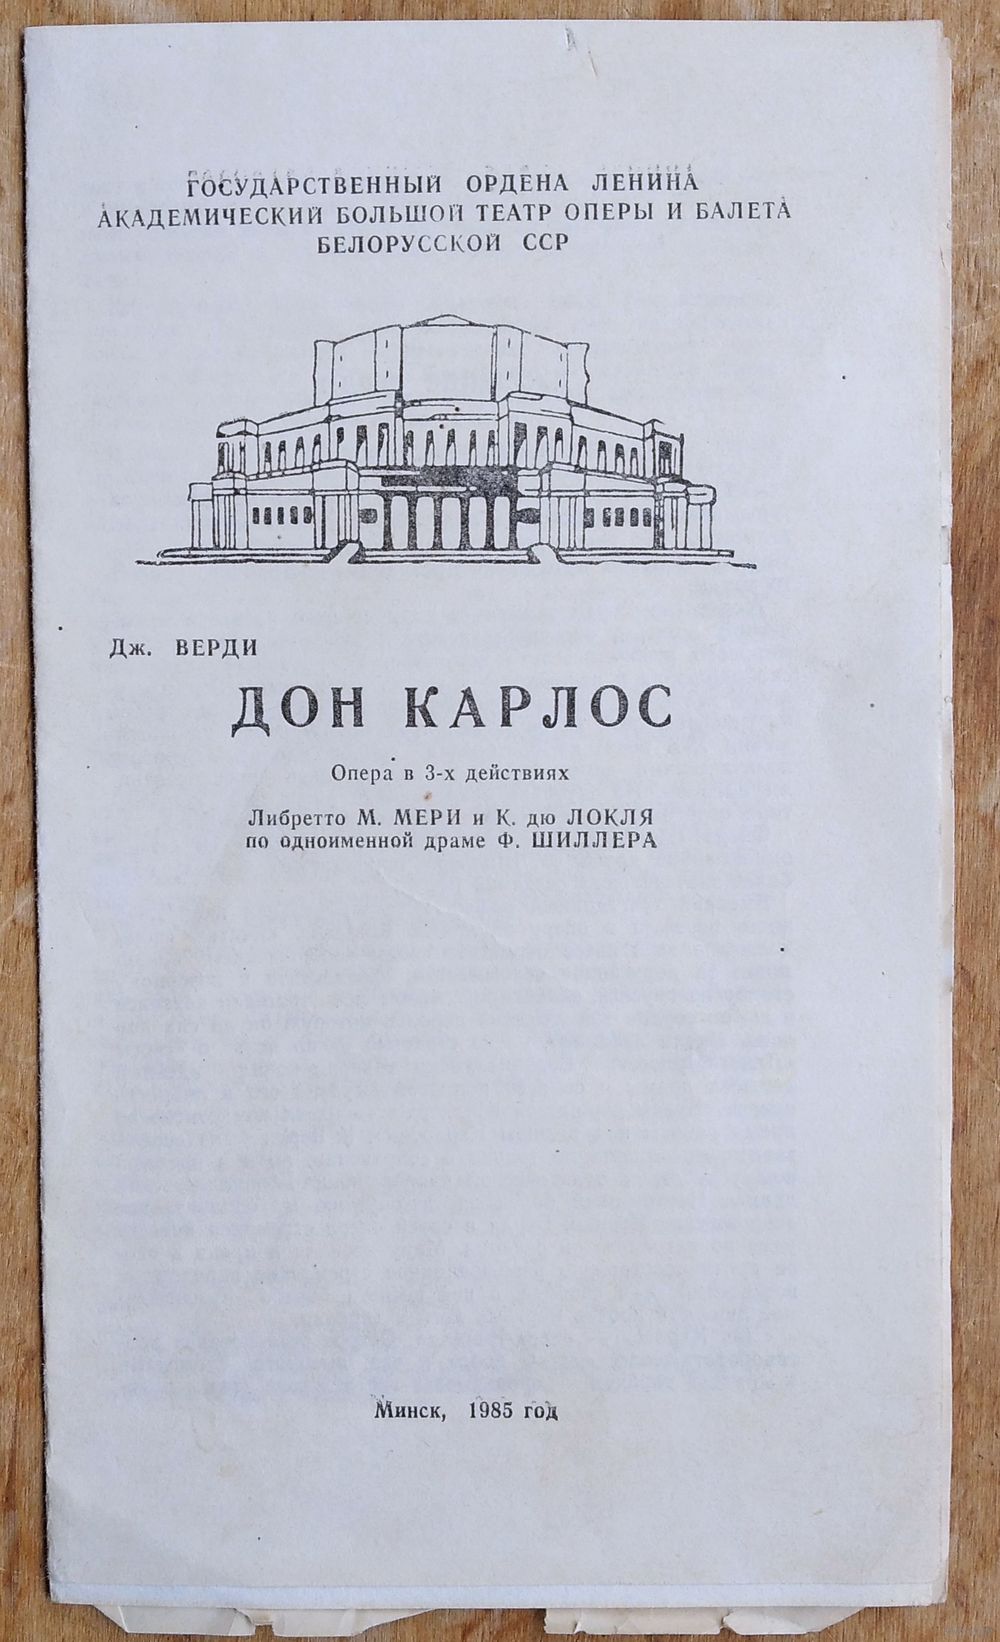 ГОСУДАРСТВЕННЫЙ ОРДЕНА ЛЕНИНА
АКАДЕМИЧЕСКИЙ БОЛЬШОЙ ТЕАТР ОПЕРЫ И БАЛЕТА
БЕЛОРУССКОЙ ССР
Дж. ВЕРДИ
ДОН КАРЛОС
Опера в 3-х действиях
Либретто М. МЕРИ и К. дю ЛОКЛЯ
по одноименной драме Ф. ШИЛЛЕРА
Минск, 1985 год